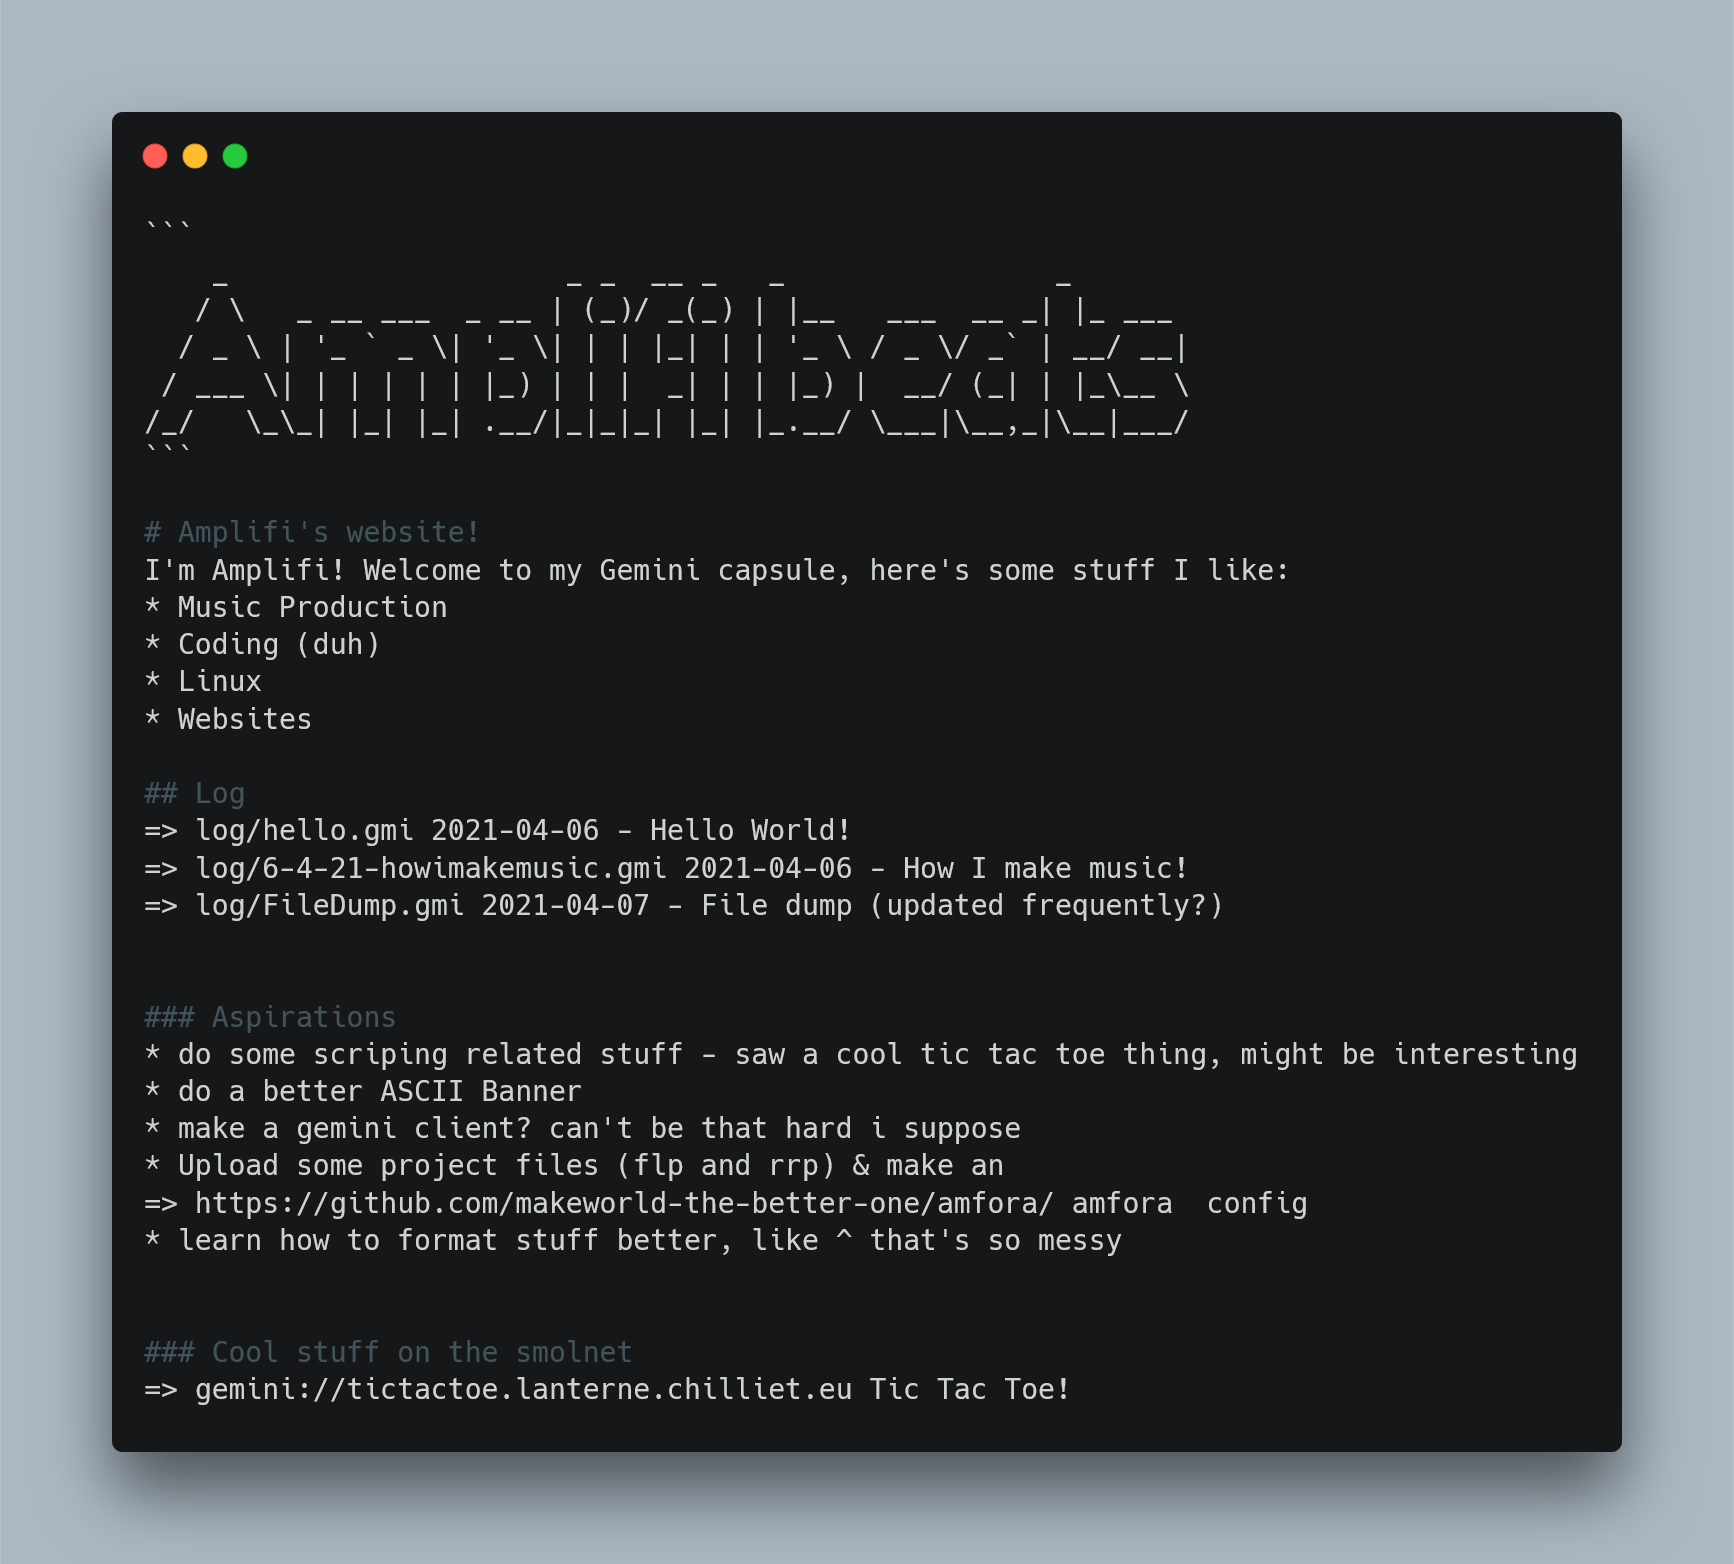 ```
    _                    _ _  __ _   _                _
   / \   _ __ ___  _ __ | (_)/ _(_) | |__   ___  __ _| |_ ___
  / _ \ | '_ ` _ \| '_ \| | | |_| | | '_ \ / _ \/ _` | __/ __|
 / ___ \| | | | | | |_) | | |  _| | | |_) |  __/ (_| | |_\__ \
/_/   \_\_| |_| |_| .__/|_|_|_| |_| |_.__/ \___|\__,_|\__|___/
```

# Amplifi's website!
I'm Amplifi! Welcome to my Gemini capsule, here's some stuff I like:
* Music Production
* Coding (duh)
* Linux
* Websites

## Log
=> log/hello.gmi 2021-04-06 - Hello World!
=> log/6-4-21-howimakemusic.gmi 2021-04-06 - How I make music!
=> log/FileDump.gmi 2021-04-07 - File dump (updated frequently?)


### Aspirations
* do some scriping related stuff - saw a cool tic tac toe thing, might be interesting
* do a better ASCII Banner
* make a gemini client? can't be that hard i suppose
* Upload some project files (flp and rrp) & make an
=> https://github.com/makeworld-the-better-one/amfora/ amfora  config
* learn how to format stuff better, like ^ that's so messy


### Cool stuff on the smolnet
=> gemini://tictactoe.lanterne.chilliet.eu Tic Tac Toe!